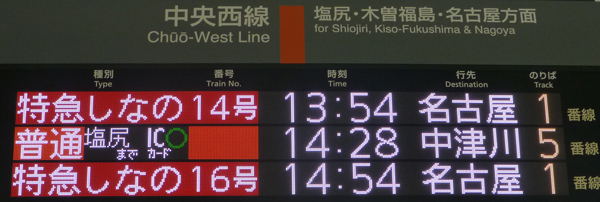 中央西線 塩尻・木曽福島・名古屋方面
Chūō-West Line for Shiojiri, Kiso-Fukushima & Nagoya
種別 番号 時刻 行先 のりば
Type Train No. Time Destination Track
特急しなの 14号 13:54 名古屋 1 番線
普通 塩尻まで ICカード○ 14:28 中津川 5 番線
特急しなの 16号 14:54 名古屋 1 番線